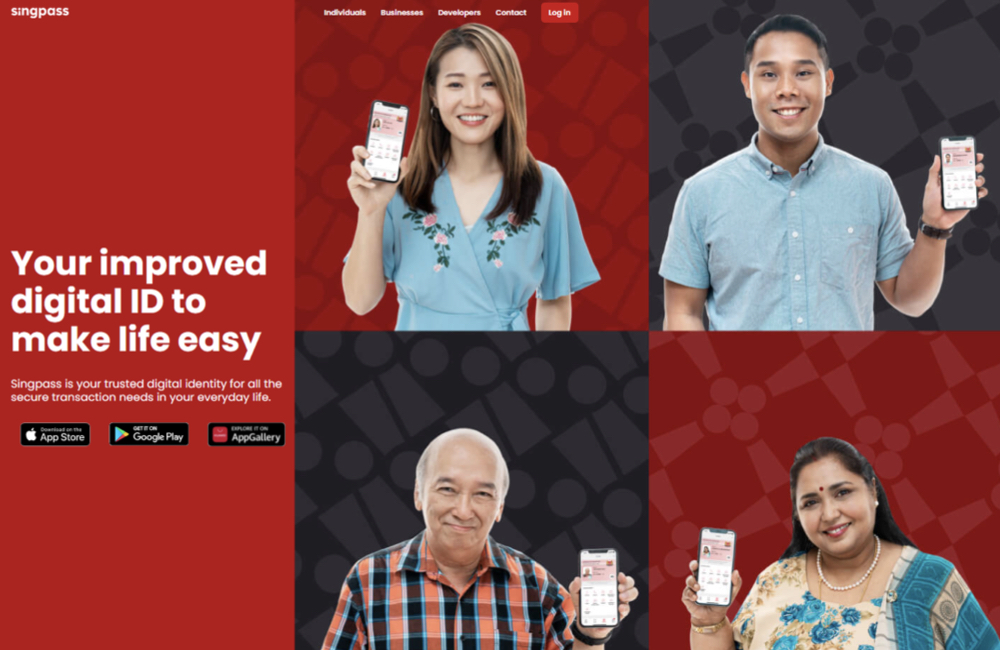 singpass
Individuals Businesses Developers Contact Log in
Your improved
digital ID to
make life easy
Singpass is your trusted digital identity for all the
secure transaction needs in your everyday life.
Download on the
App Store
GET IT ON
Google Play
EXPLORE IT ON
AppGallery